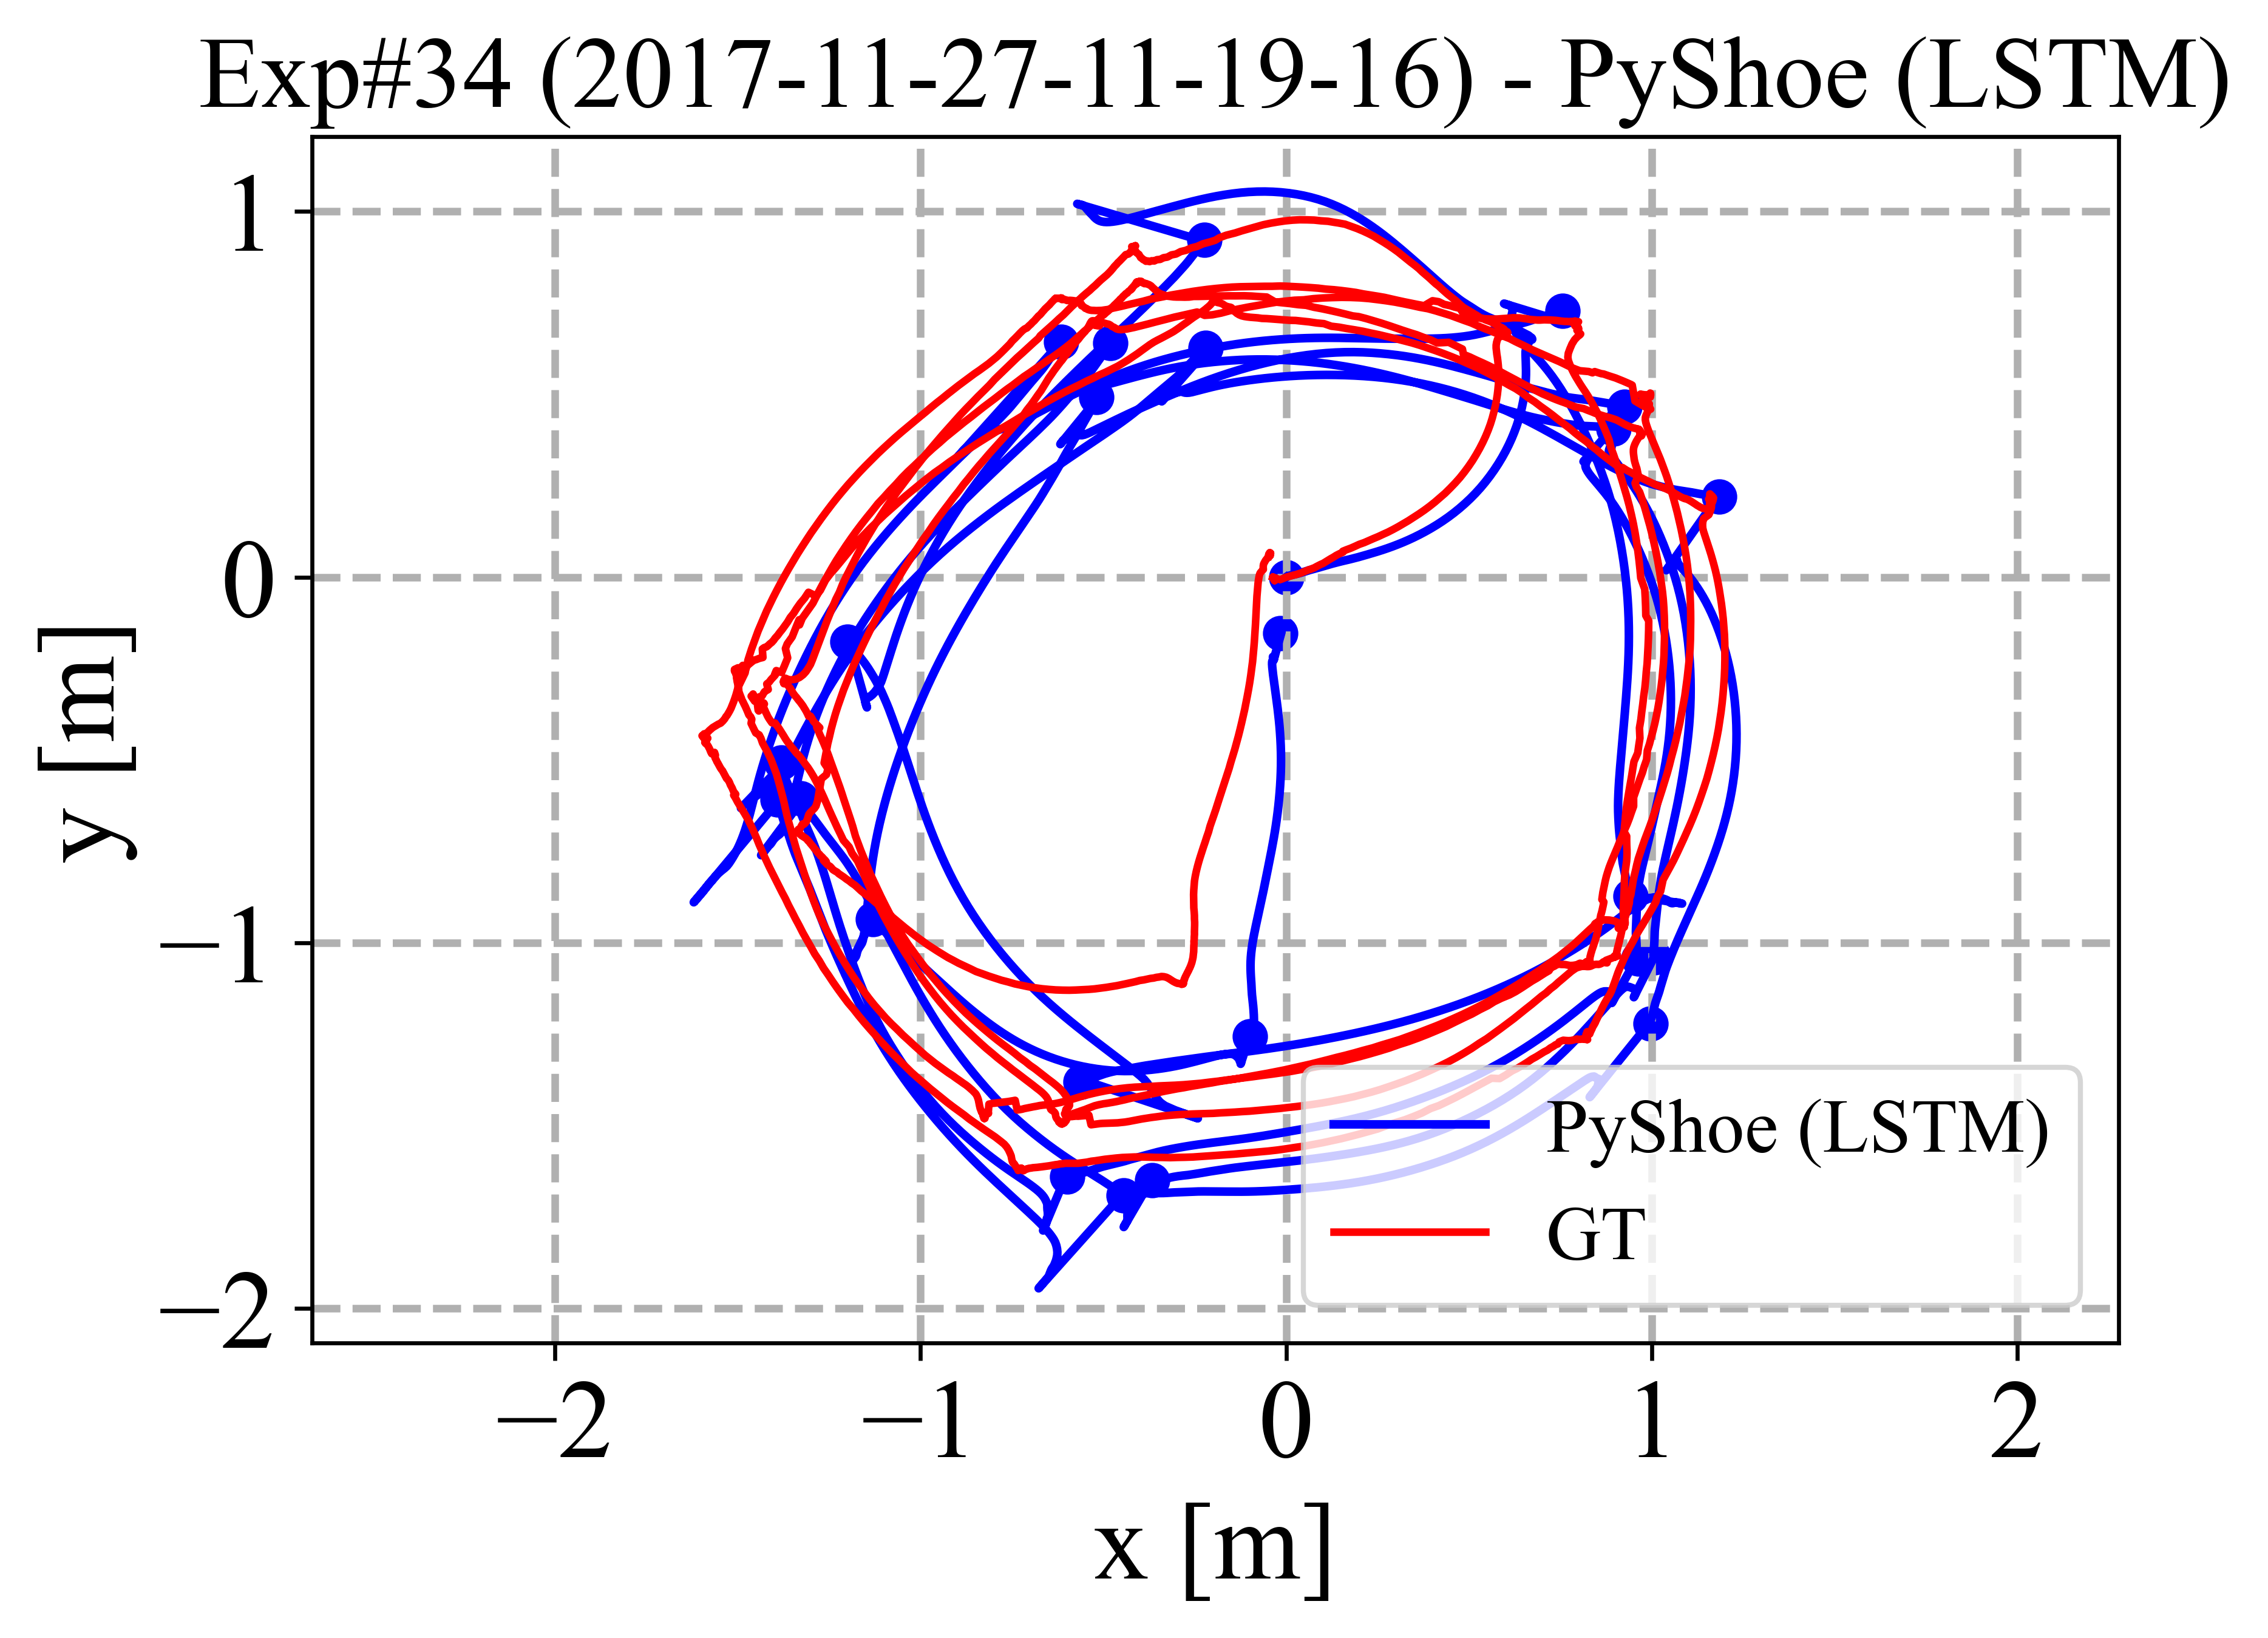 Exp#34 (2017-11-27-11-19-16) - PyShoe (LSTM)
1
0
−1
−2
y [m]
−2
−1
0
1
2
x [m]
PyShoe (LSTM)
GT